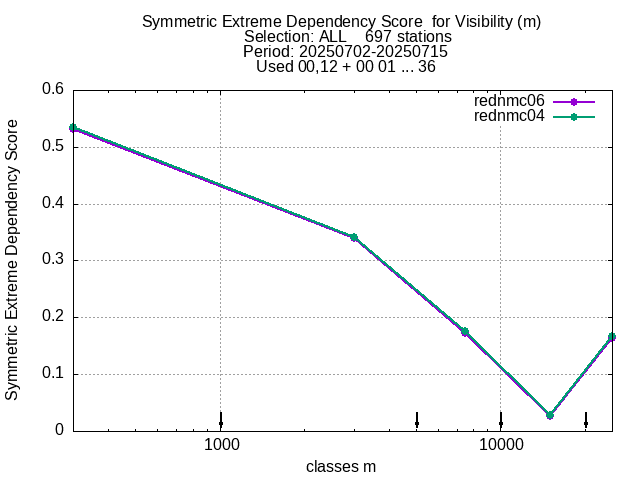 Symmetric Extreme Dependency Score  for Visibility (m)
Selection: ALL    697 stations
Period: 20250702-20250715
Used 00,12 + 00 01 ... 36
rednmc06
rednmc04
Symmetric Extreme Dependency Score
0.6
0.5
0.4
0.3
0.2
0.1
0
1000
10000
classes m